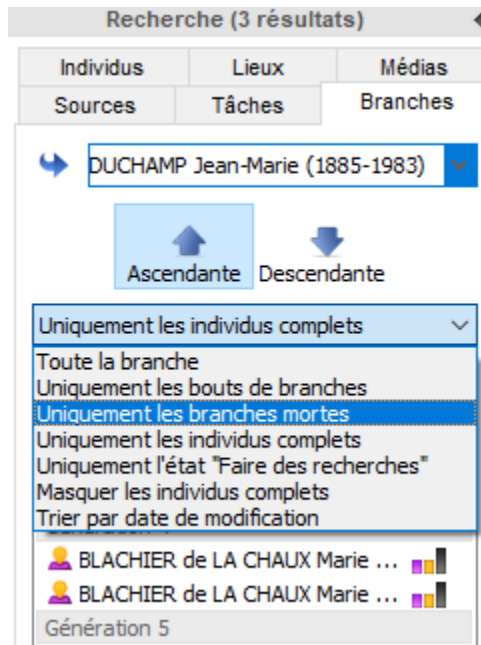 Recherche (3 résultats)
Individus Lieux Médias
Sources Tâches Branches
DUCHAMP Jean-Marie (1885-1983)
Ascendante Descendante
Uniquement les individus complets
Toute la branche
Uniquement les bouts de branches
Uniquement les branches mortes
Uniquement les individus complets
Uniquement l'état "Faire des recherches"
Masquer les individus complets
Trier par date de modification
BLACHIER de LA CHAUX Marie ...
BLACHIER de LA CHAUX Marie ...
Génération 5